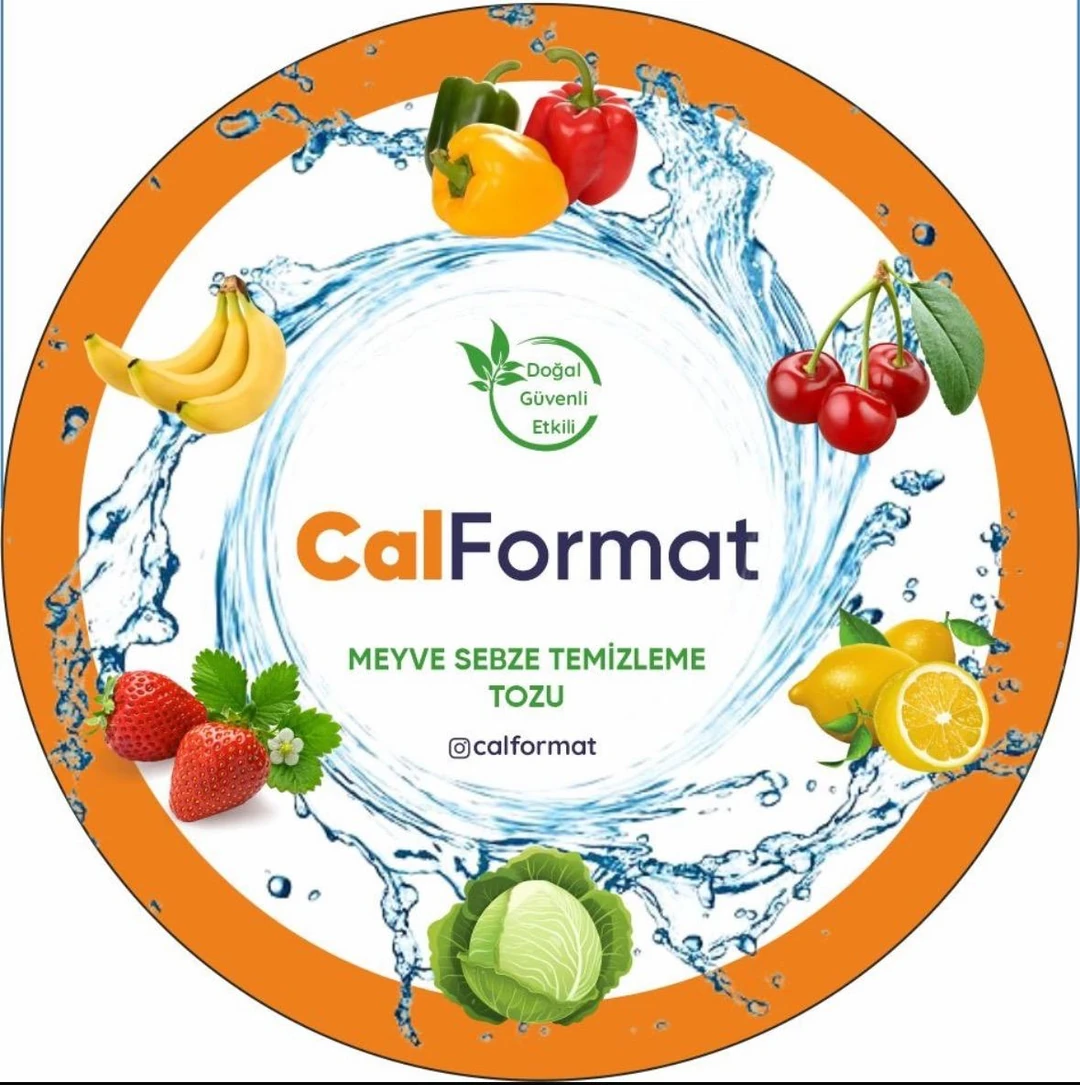 Doğal
Güvenli
Etkili
CalFormat
MEYVE SEBZE TEMİZLEME
TOZU
calformat